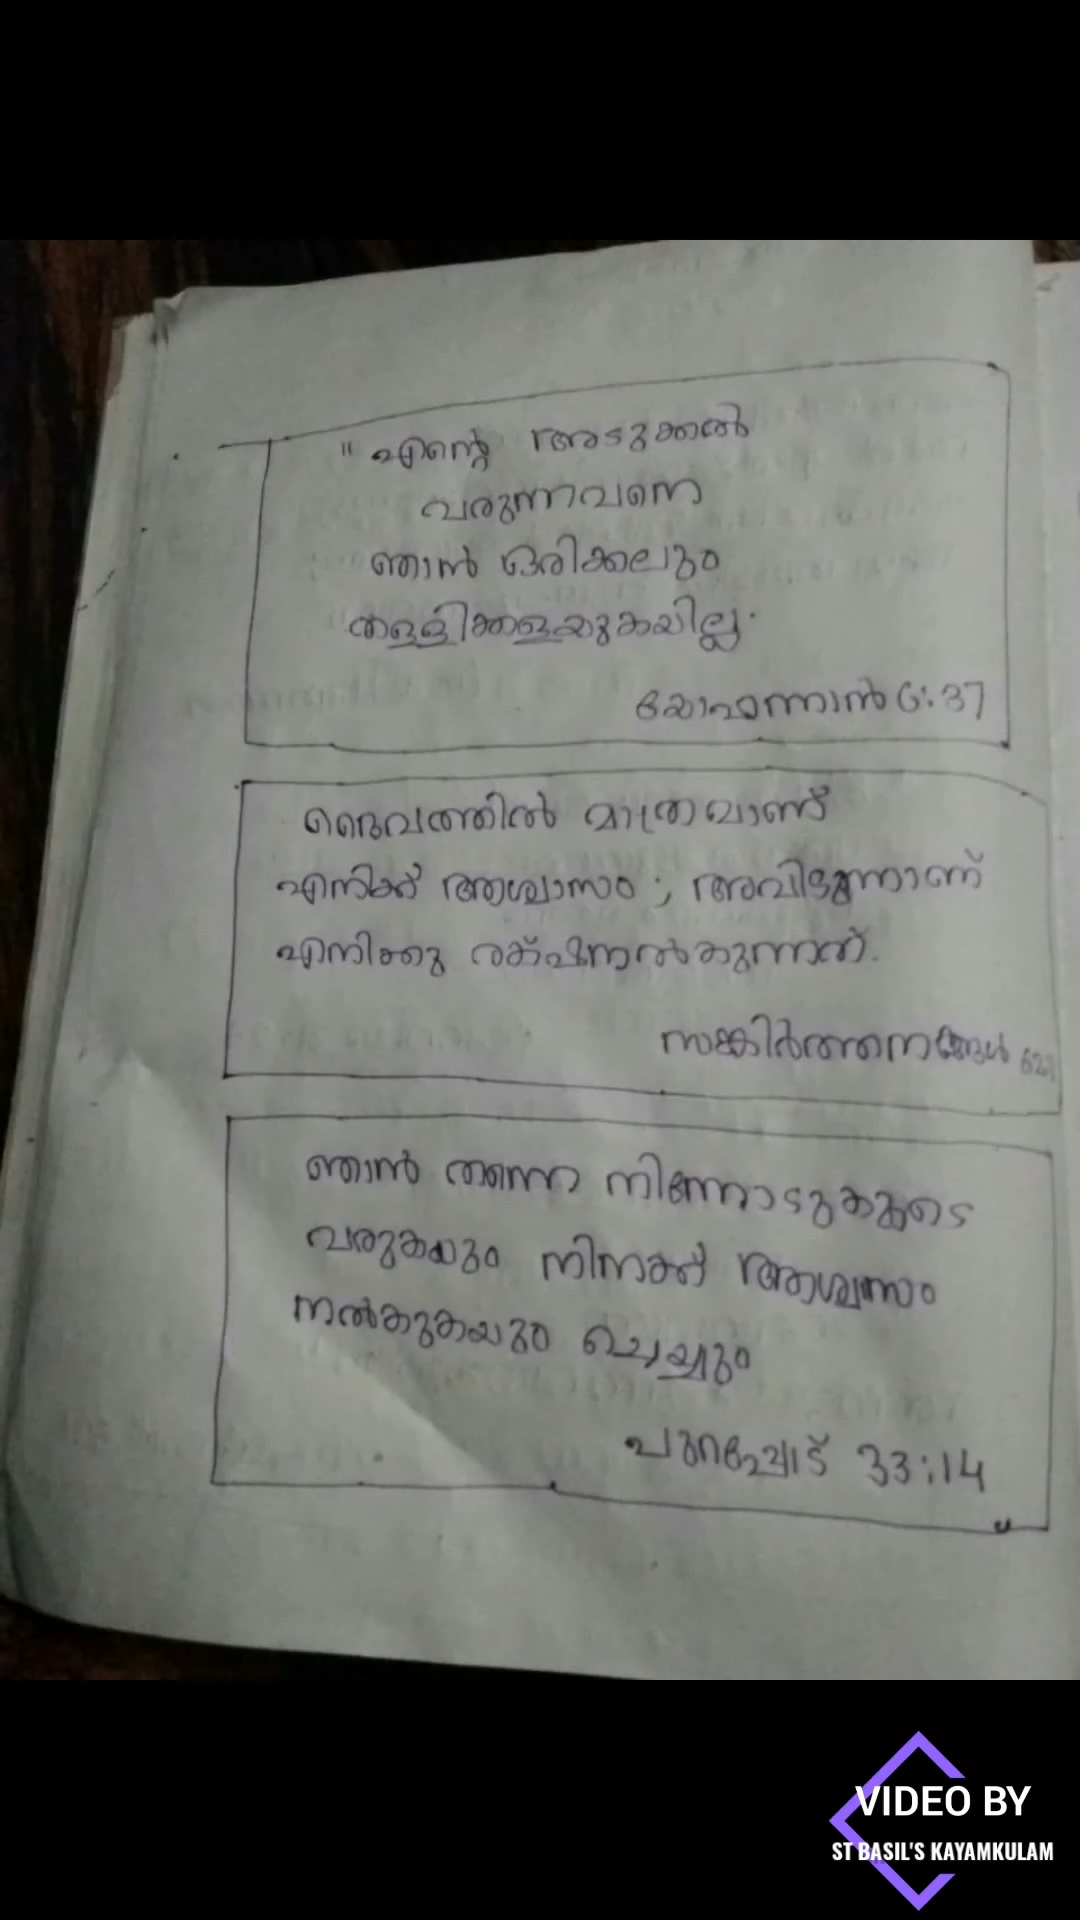 " എന്റെ അടുക്കൽ
വരുന്നവനെ
ഞാൻ ഒരിക്കലും
തള്ളിക്കളയുകയില്ല.
യോഹന്നാൻ 6:37
ദൈവത്തിൽ മാത്രമാണ്
എനിക്ക് ആശ്വാസം ; അവിടുന്നാണ്
എനിക്കു രക്ഷനൽകുന്നത്.
സങ്കീർത്തനങ്ങൾ
ഞാൻ തന്നെ നിന്നോടുകൂടെ
വരുകയും നിനക്ക് ആശ്വാസം
നൽകുകയും ചെയ്യും
പുറപ്പാട് 33:14
VIDEO BY
ST BASIL'S KAYAMKULAM